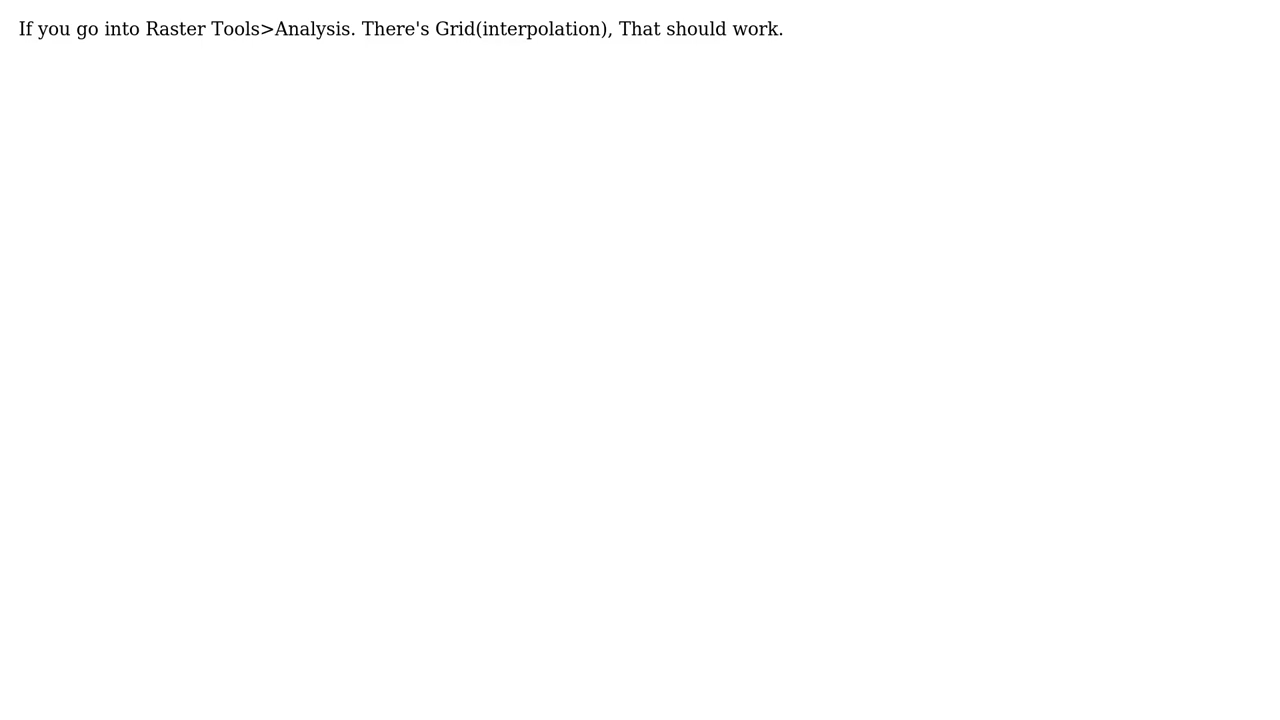 If you go into Raster Tools>Analysis. There's Grid(interpolation), That should work.